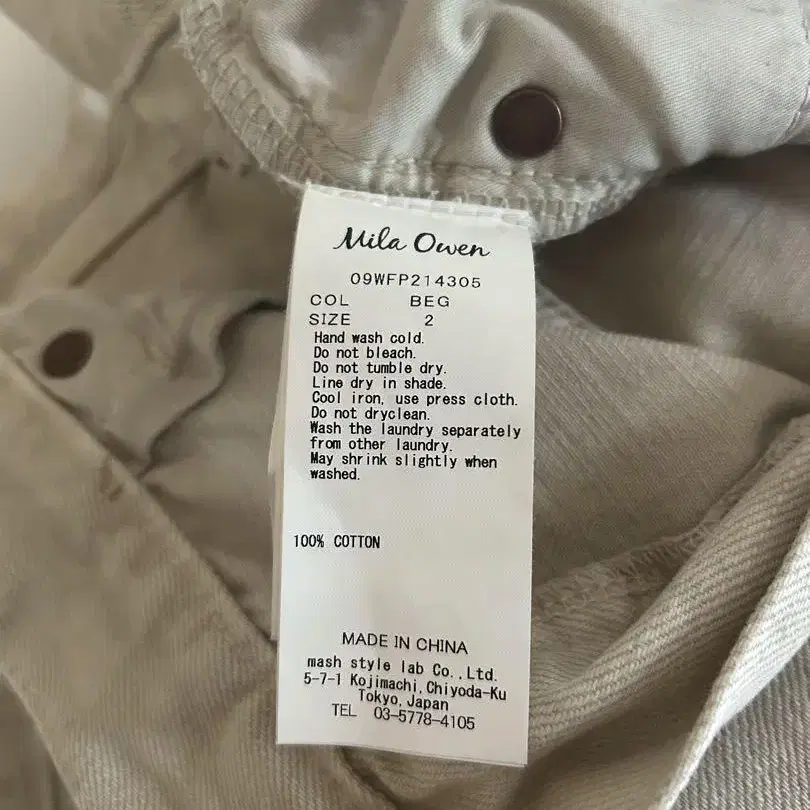 Mila Owen
09WFP214305
COL BEG
SIZE 2
Hand wash cold.
Do not bleach.
Do not tumble dry.
Line dry in shade.
Cool iron, use press cloth.
Do not dryclean.
Wash the laundry separately
from other laundry.
May shrink slightly when
washed.
100% COTTON
MADE IN CHINA
mash style lab Co.,Ltd.
5-7-1 Kojimachi,Chiyoda-Ku
Tokyo,Japan
TEL 03-5778-4105